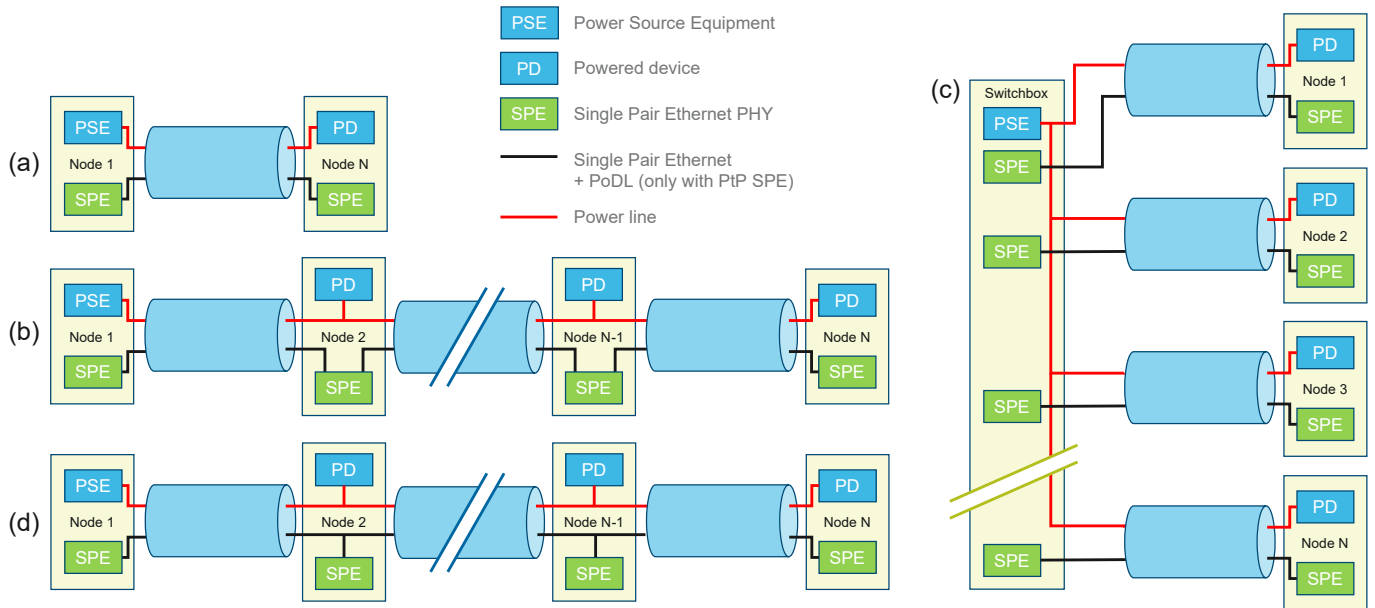 PSE Power Source Equipment
PD Powered device
SPE Single Pair Ethernet PHY
Single Pair Ethernet
+ PoDL (only with PtP SPE)
Power line
(a)
PSE
Node 1
SPE
PD
Node N
SPE
(b)
PSE
Node 1
SPE
PD
Node 2
SPE
PD
Node N-1
SPE
PD
Node N
SPE
(d)
PSE
Node 1
SPE
PD
Node 2
SPE
PD
Node N-1
SPE
PD
Node N
SPE
(c)
Switchbox
PSE
SPE
SPE
SPE
SPE
PD
Node 1
SPE
PD
Node 2
SPE
PD
Node 3
SPE
PD
Node N
SPE